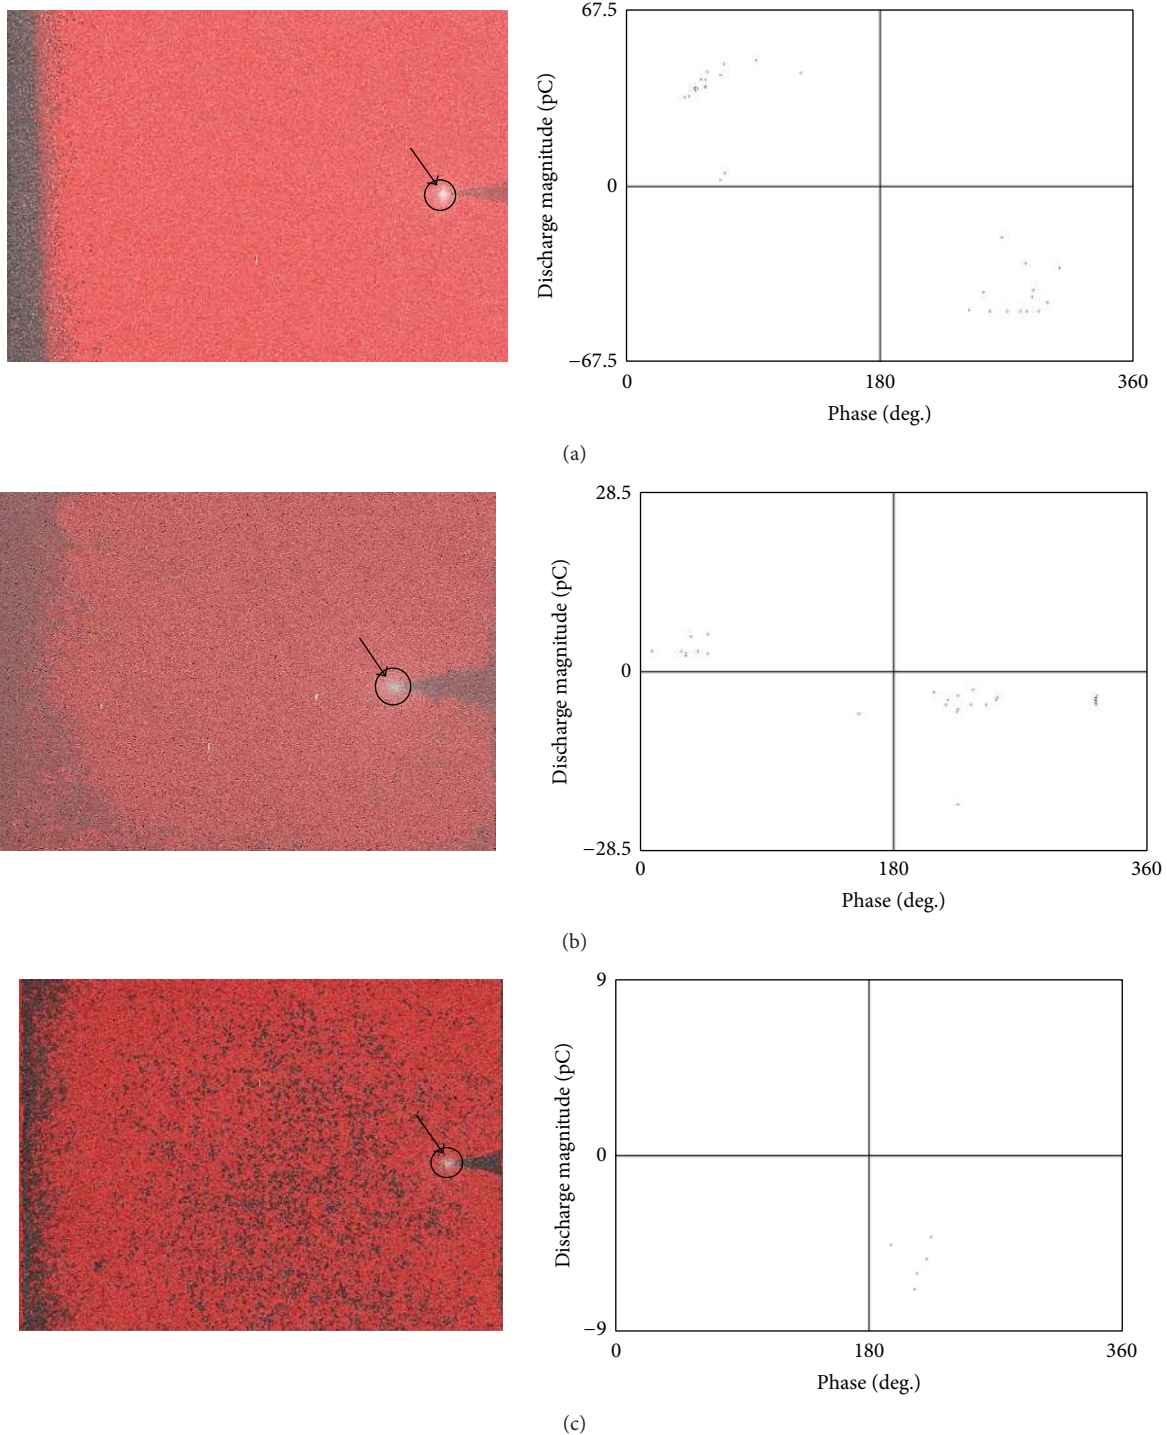 67.5
0
−67.5
0 180 360
Discharge magnitude (pC)
Phase (deg.)
(a)
28.5
0
−28.5
0 180 360
Discharge magnitude (pC)
Phase (deg.)
(b)
9
0
−9
0 180 360
Discharge magnitude (pC)
Phase (deg.)
(c)